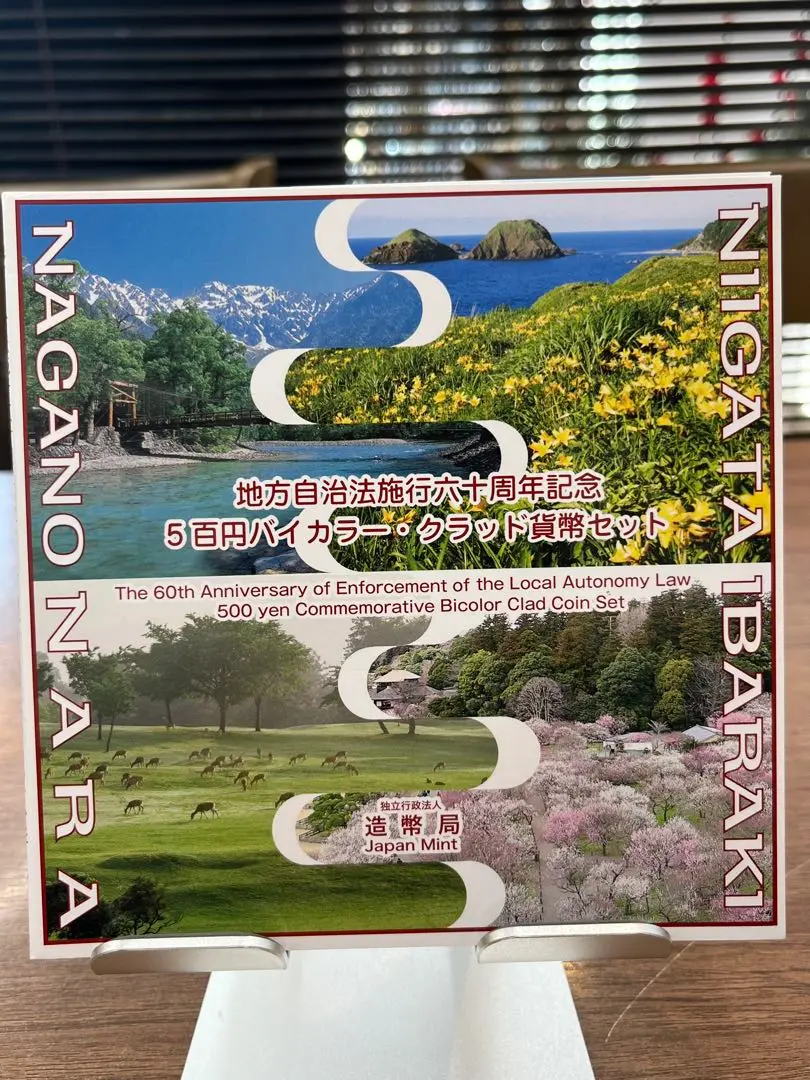 NAGANO
NIIGATA
地方自治法施行六十周年記念
5百円バイカラー・クラッド貨幣セット
The 60th Anniversary of Enforcement of the Local Autonomy Law
500 yen Commemorative Bicolor Clad Coin Set
NARA
IBARAKI
独立行政法人
造幣局
Japan Mint